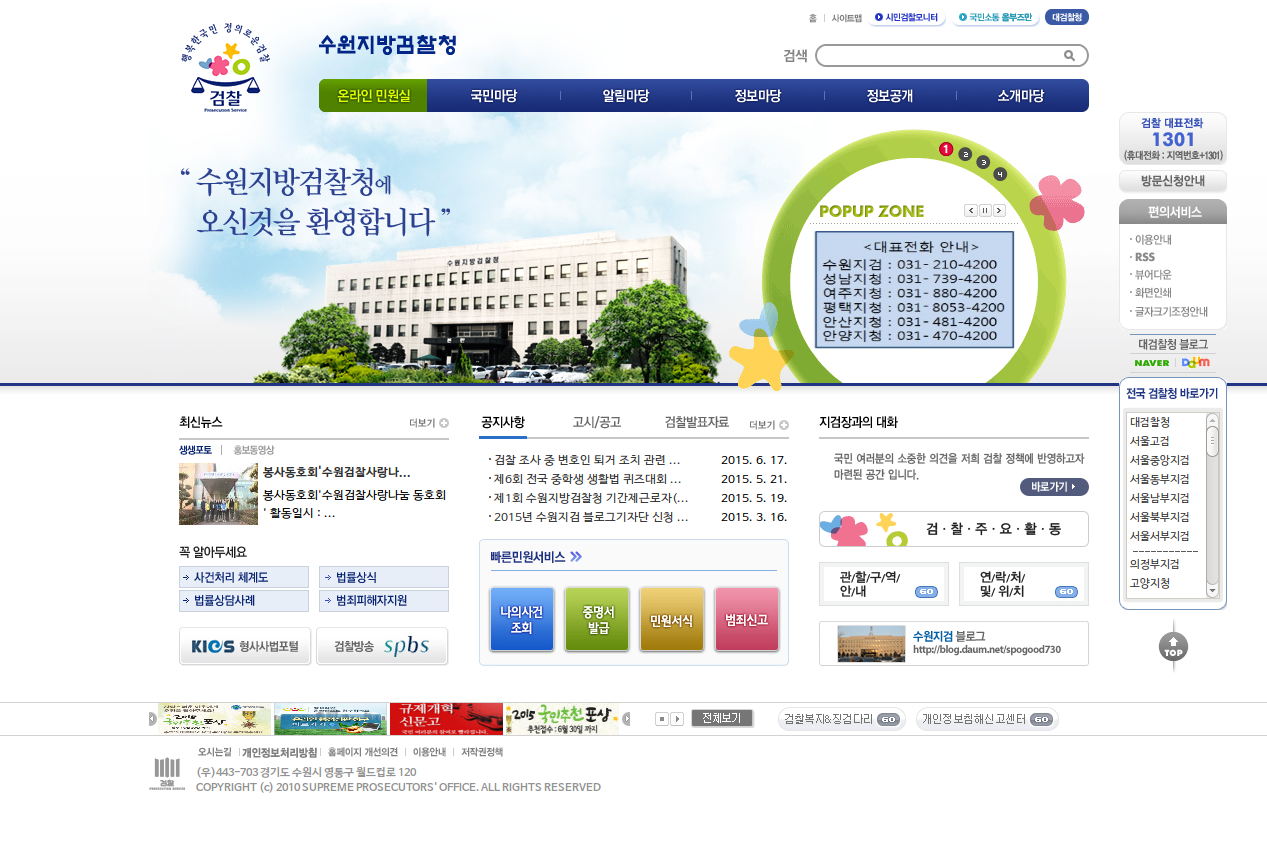 홈 사이트맵 시민검찰모니터 국민소통 옴부즈만 대검찰청
행복한국민 정의로운검찰
검찰
Prosecution Service
수원지방검찰청
검색
온라인 민원실 국민마당 알림마당 정보마당 정보공개 소개마당
“ 수원지방검찰청에
오신것을 환영합니다 ”
1 2 3 4
POPUP ZONE
<대표전화 안내>
수원지검 : 031- 210-4200
성남지청 : 031- 739-4200
여주지청 : 031- 880-4200
평택지청 : 031- 8053-4200
안산지청 : 031- 481-4200
안양지청 : 031- 470-4200
수원지방검찰청
검찰 대표전화
1301
(휴대전화 : 지역번호+1301)
방문신청안내
편의서비스
이용안내
RSS
뷰어다운
화면인쇄
글자크기조정안내
대검찰청 블로그
NAVER Daum
전국 검찰청 바로가기
대검찰청
서울고검
서울중앙지검
서울동부지검
서울남부지검
서울북부지검
서울서부지검
-----------
의정부지검
고양지청
TOP
최신뉴스 더보기
생생포토 홍보동영상
봉사동호회'수원검찰사랑나...
봉사동호회'수원검찰사랑나눔 동호회
' 활동일시 : ...
꼭 알아두세요
사건처리 체계도 법률상식
법률상담사례 범죄피해자지원
KICS 형사사법포털 검찰방송 spbs
공지사항 고시/공고 검찰발표자료 더보기
검찰 조사 중 변호인 퇴거 조치 관련 ... 2015. 6. 17.
제6회 전국 중학생 생활법 퀴즈대회 ... 2015. 5. 21.
제1회 수원지방검찰청 기간제근로자(... 2015. 5. 19.
2015년 수원지검 블로그기자단 신청 ... 2015. 3. 16.
빠른민원서비스
나의사건
조회
증명서
발급
민원서식
범죄신고
지검장과의 대화
국민 여러분의 소중한 의견을 저희 검찰 정책에 반영하고자
마련된 공간 입니다.
바로가기
검·찰·주·요·활·동
관/할/구/역/
안/내 GO
연/락/처/
및/ 위/치 GO
수원지검 블로그
http://blog.daum.net/spogood730
2015
국민추천 포상
규제개혁
신문고
2015 국민추천 포상
추천접수 : 6월 30일 까지
전체보기
검찰복지&징검다리 GO
개인정보침해신고센터 GO
오시는길 개인정보처리방침 홈페이지 개선의견 이용안내 저작권정책
검찰
PROSECUTION SERVICE
(우)443-703 경기도 수원시 영통구 월드컵로 120
COPYRIGHT (c) 2010 SUPREME PROSECUTORS' OFFICE. ALL RIGHTS RESERVED